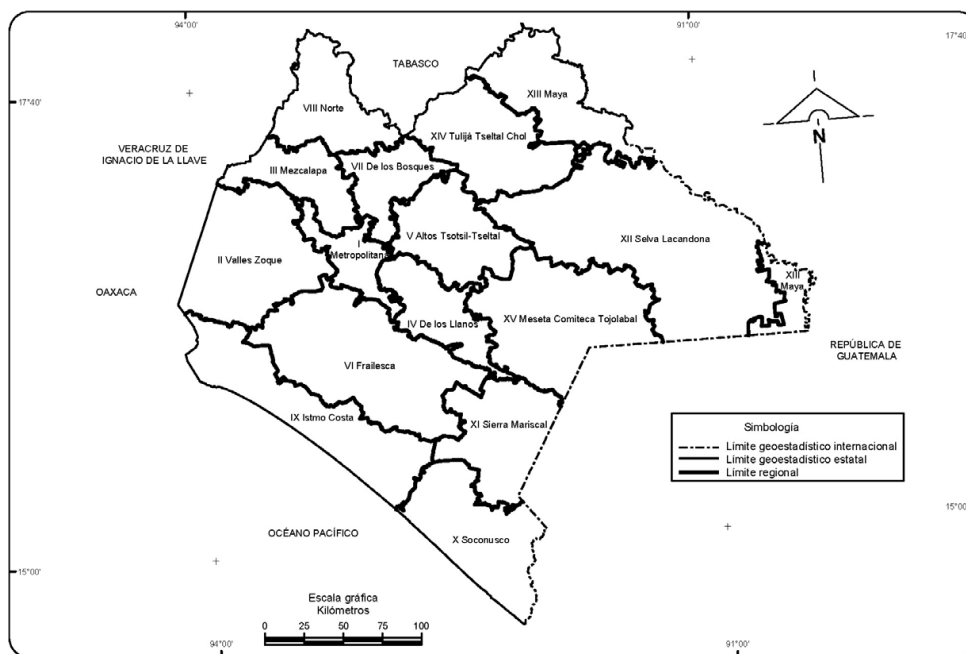 94°00'
91°00'
17°40'
17°40'
TABASCO
XIII Maya
VIII Norte
XIV Tulijá Tseltal Chol
N
VERACRUZ DE
IGNACIO DE LA LLAVE
VII De los Bosques
III Mezcalapa
V Altos Tsotsil-Tseltal
XII Selva Lacandona
I
Metropolitana
II Valles Zoque
XIII
Maya
OAXACA
IV De los Llanos
XV Meseta Comiteca Tojolabal
REPÚBLICA DE
GUATEMALA
VI Frailesca
IX Istmo Costa
XI Sierra Mariscal
Simbología
Límite geoestadístico internacional
Límite geoestadístico estatal
Límite regional
15°00'
OCÉANO PACÍFICO
X Soconusco
15°00'
Escala gráfica
Kilómetros
0 25 50 75 100
94°00'
91°00'